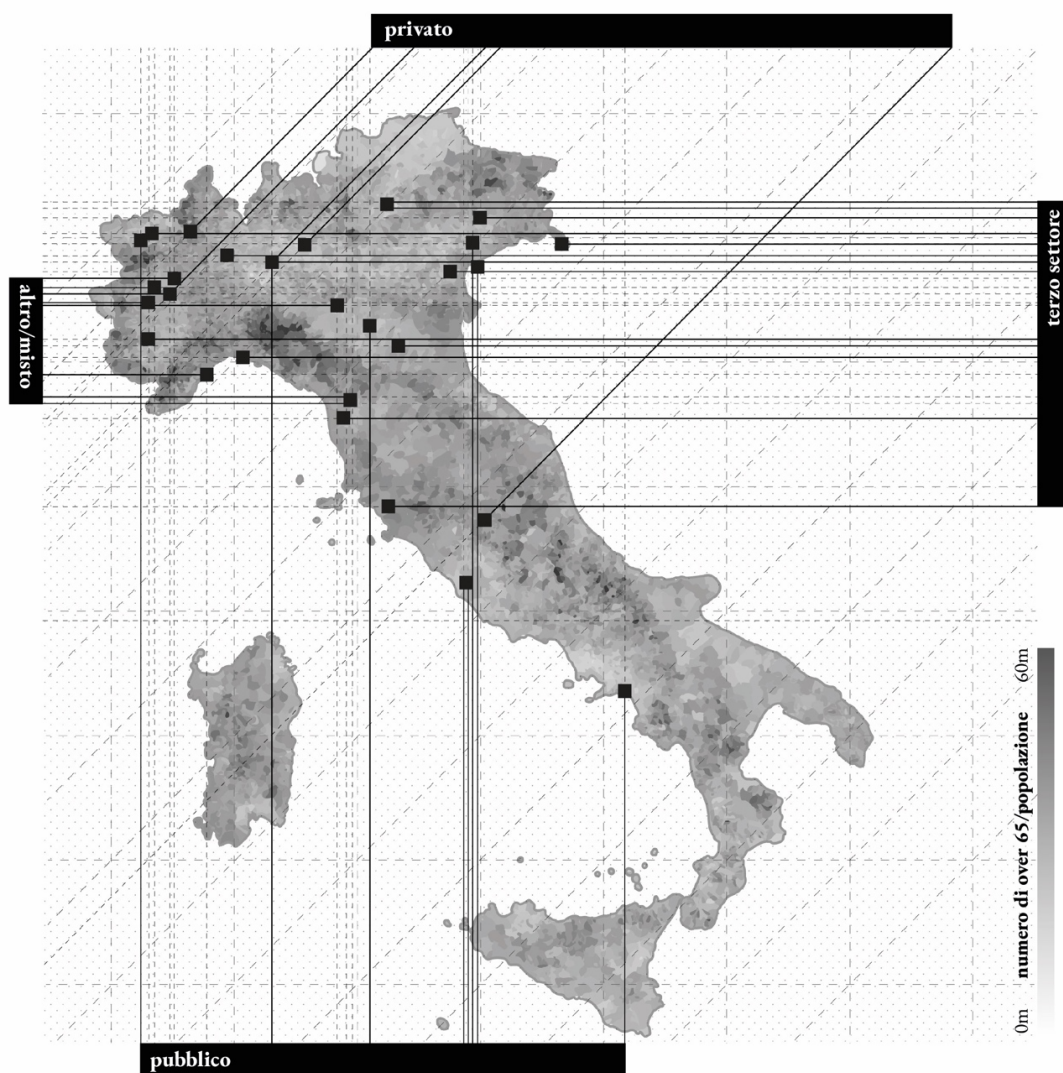 privato
altro/misto
terzo settore
0m numero di over 65/popolazione 60m
pubblico